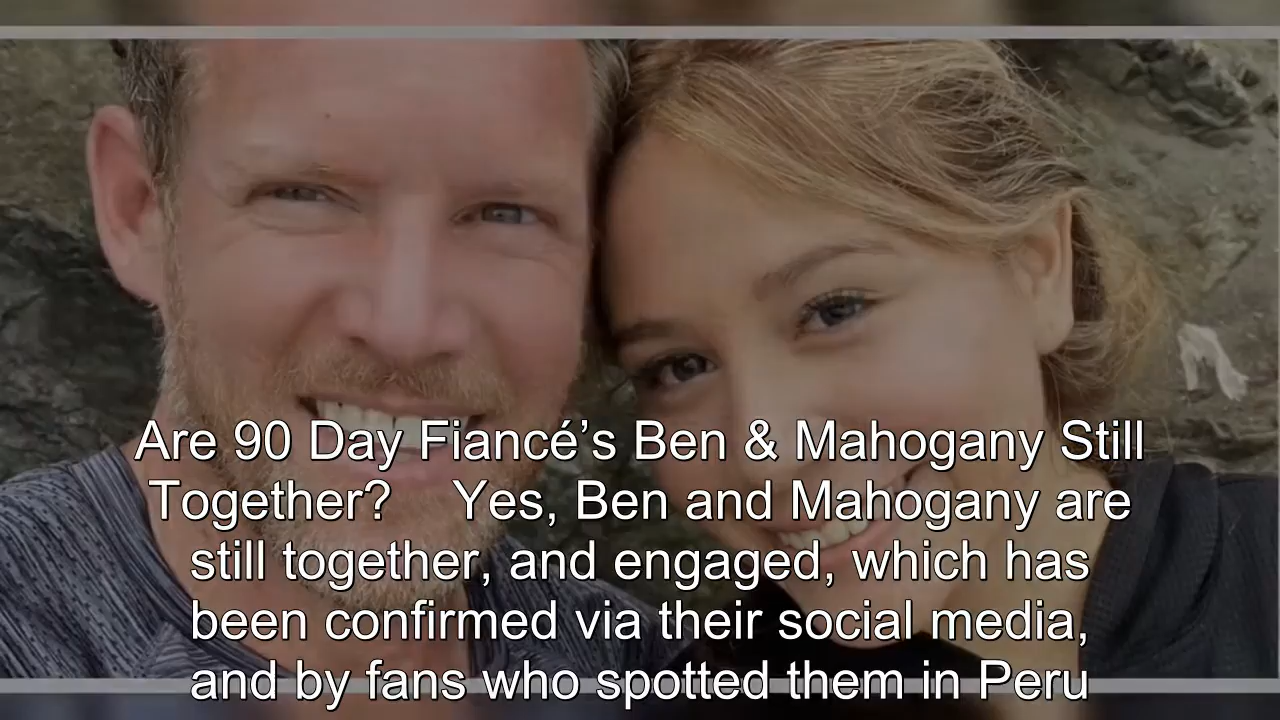 Are 90 Day Fiancé’s Ben & Mahogany Still
Together?    Yes, Ben and Mahogany are
still together, and engaged, which has
been confirmed via their social media,
and by fans who spotted them in Peru